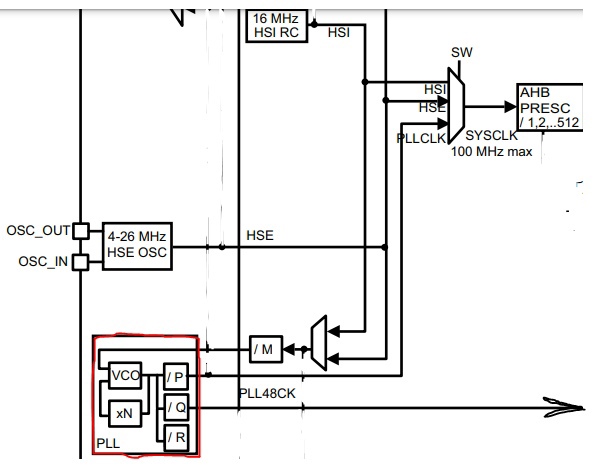 16 MHz
HSI RC
HSI
SW
HSI
HSE
PLLCLK
SYSCLK
100 MHz max
AHB
PRESC
/ 1,2,..512
OSC_OUT
OSC_IN
4-26 MHz
HSE OSC
HSE
/ M
VCO
xN
/ P
/ Q
/ R
PLL
PLL48CK